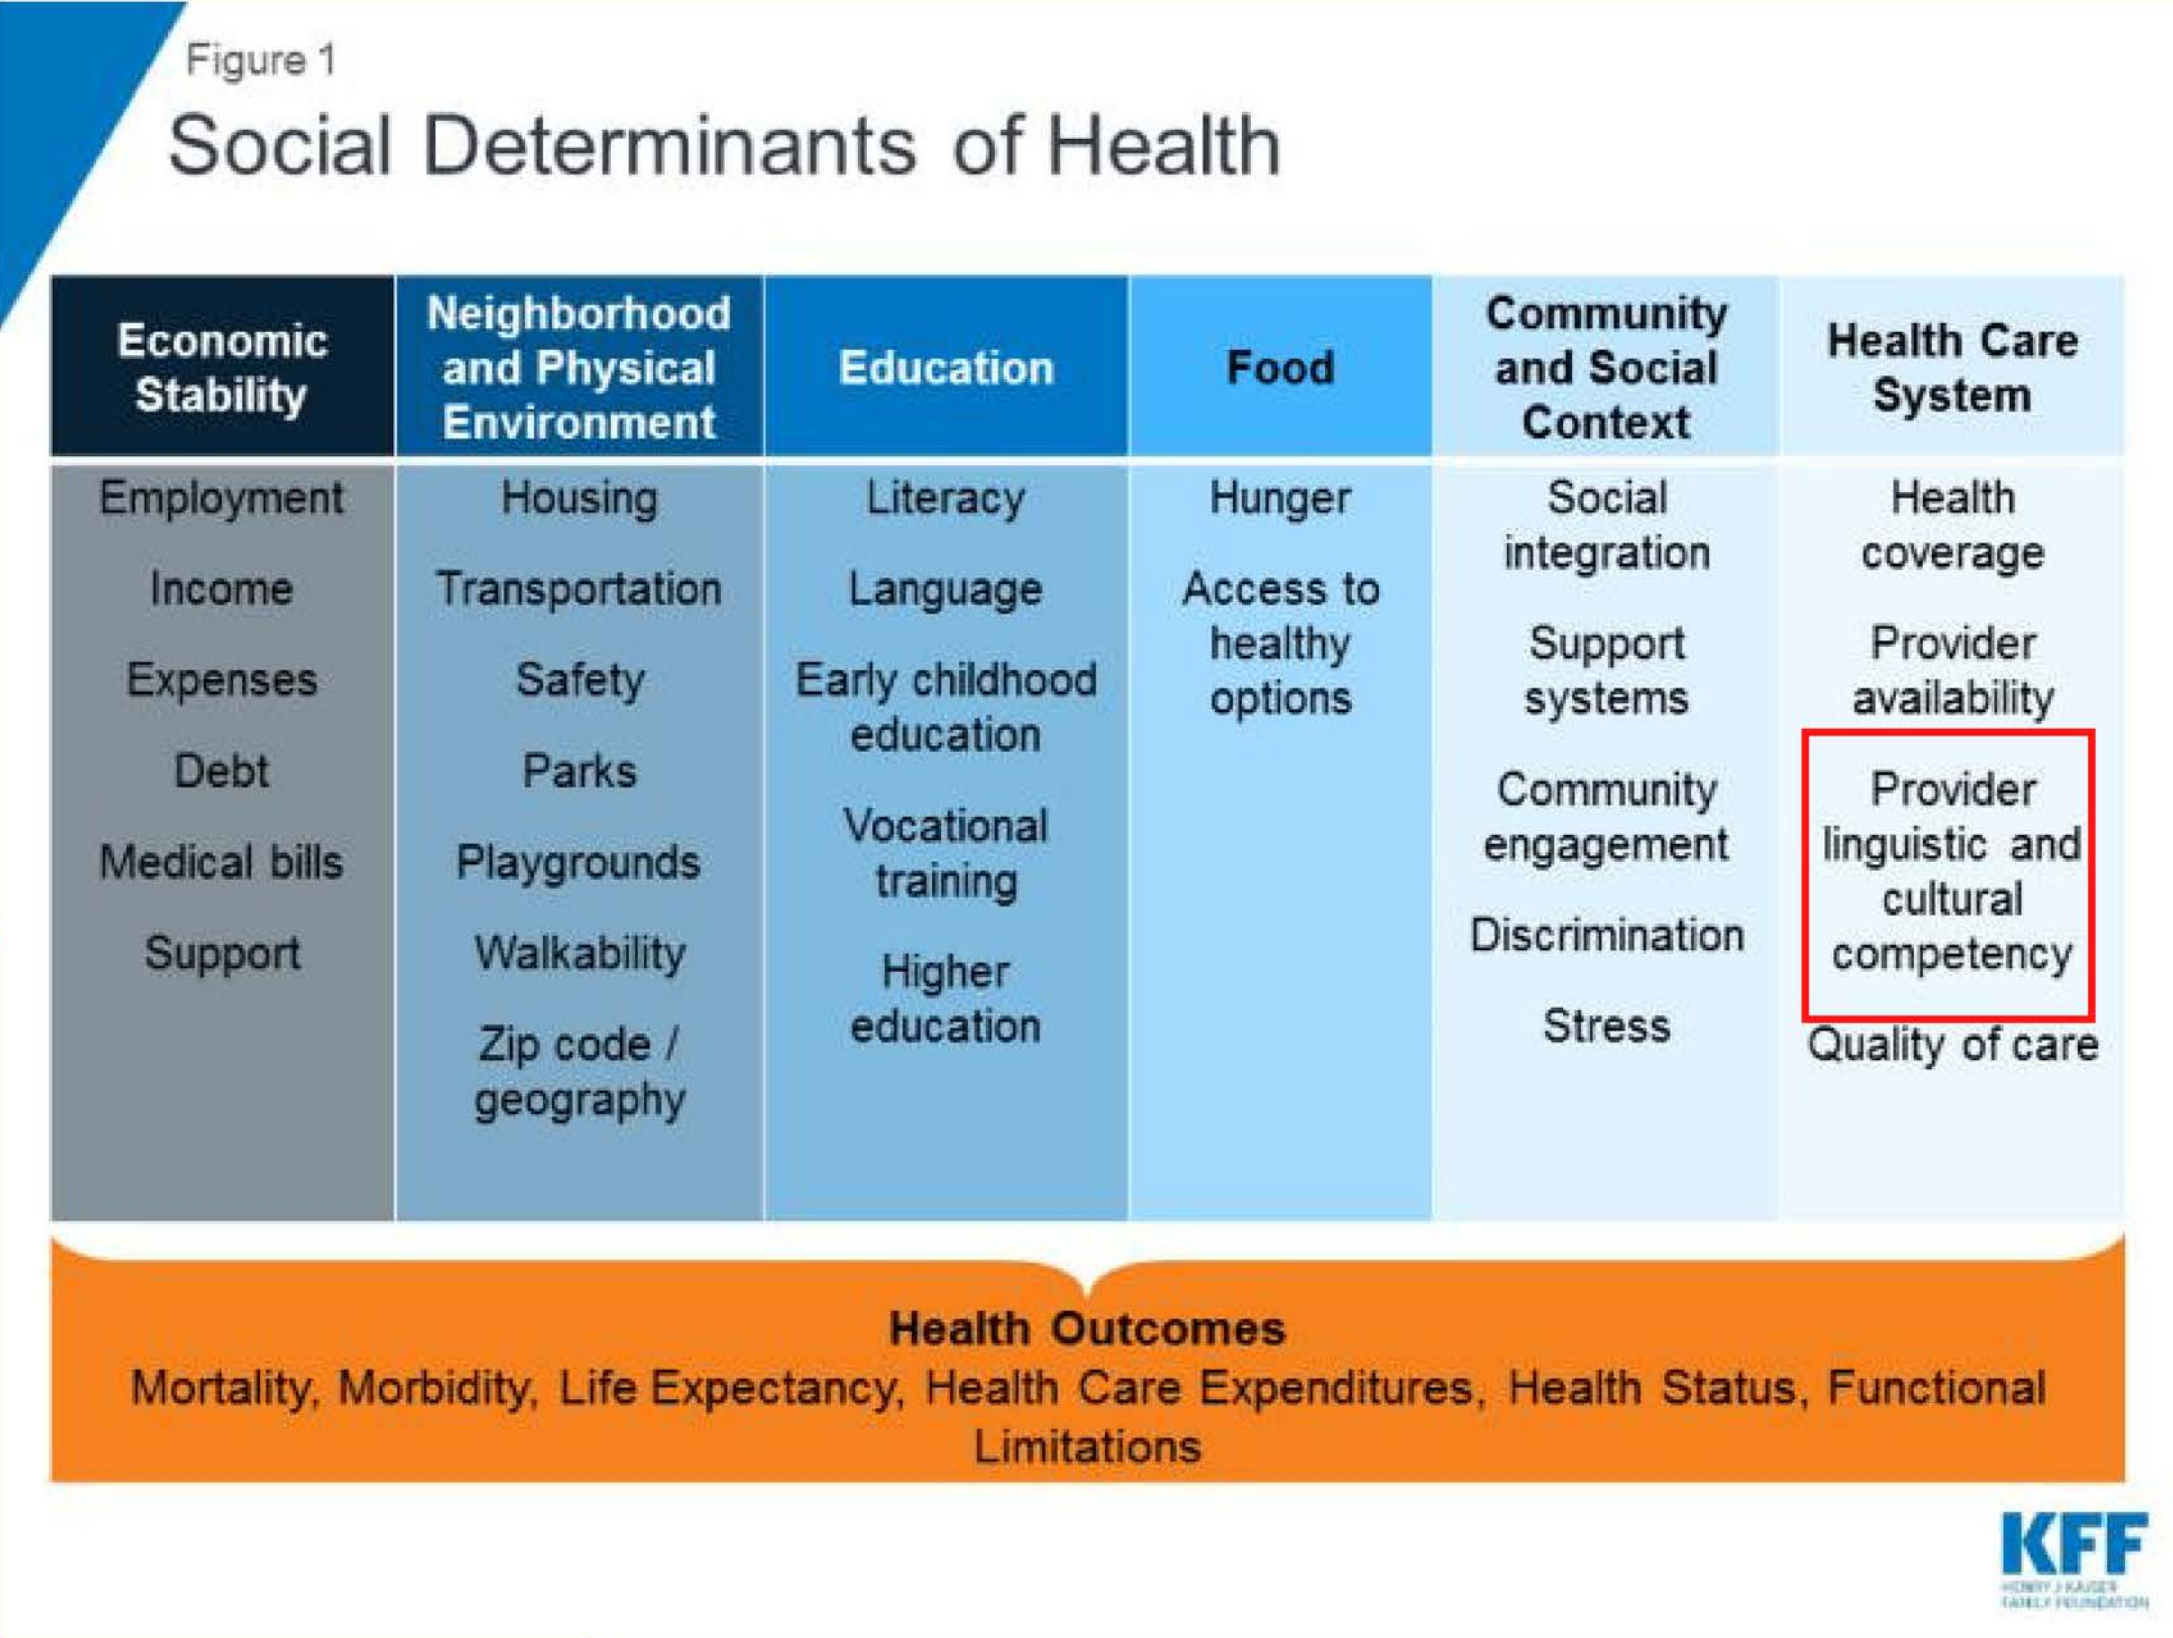 Figure 1
Social Determinants of Health
Economic
Stability
Employment
Income
Expenses
Debt
Medical bills
Support
Neighborhood
and Physical
Environment
Housing
Transportation
Safety
Parks
Playgrounds
Walkability
Zip code /
geography
Education
Literacy
Language
Early childhood
education
Vocational
training
Higher
education
Food
Hunger
Access to
healthy
options
Community
and Social
Context
Social
integration
Support
systems
Community
engagement
Discrimination
Stress
Health Care
System
Health
coverage
Provider
availability
Provider
linguistic and
cultural
competency
Quality of care
Health Outcomes
Mortality, Morbidity, Life Expectancy, Health Care Expenditures, Health Status, Functional
Limitations
KFF
HENRY J KAISER
FAMILY FOUNDATION